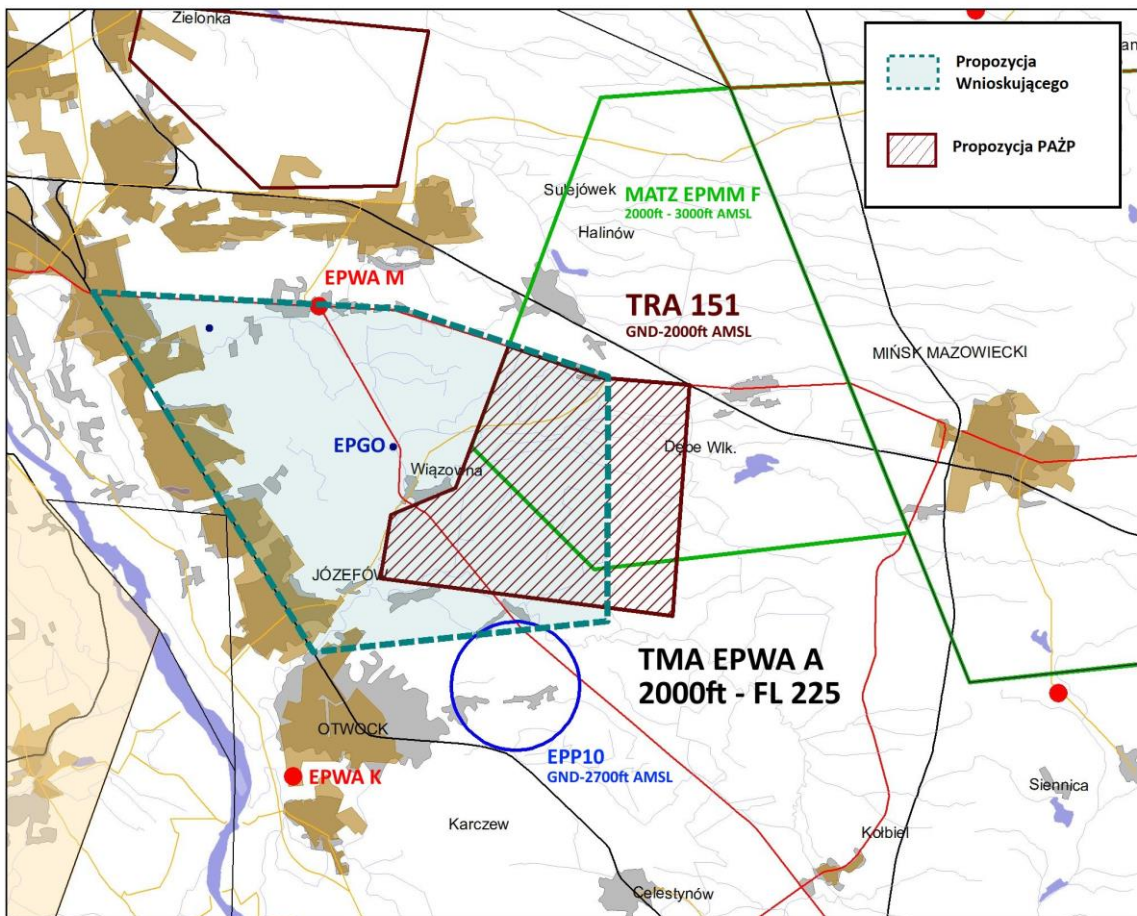 Zielonka
Propozycja
Wnioskującego
Propozycja PAŻP
Sulejówek
MATZ EPMM F
2000ft - 3000ft AMSL
Halinów
EPWA M
TRA 151
GND-2000ft AMSL
MIŃSK MAZOWIECKI
EPGO
Wiązowna
Dębe Wlk.
JÓZEFÓW
TMA EPWA A
2000ft - FL 225
OTWOCK
EPP10
GND-2700ft AMSL
EPWA K
Siennica
Karczew
Kołbiel
Celestynów